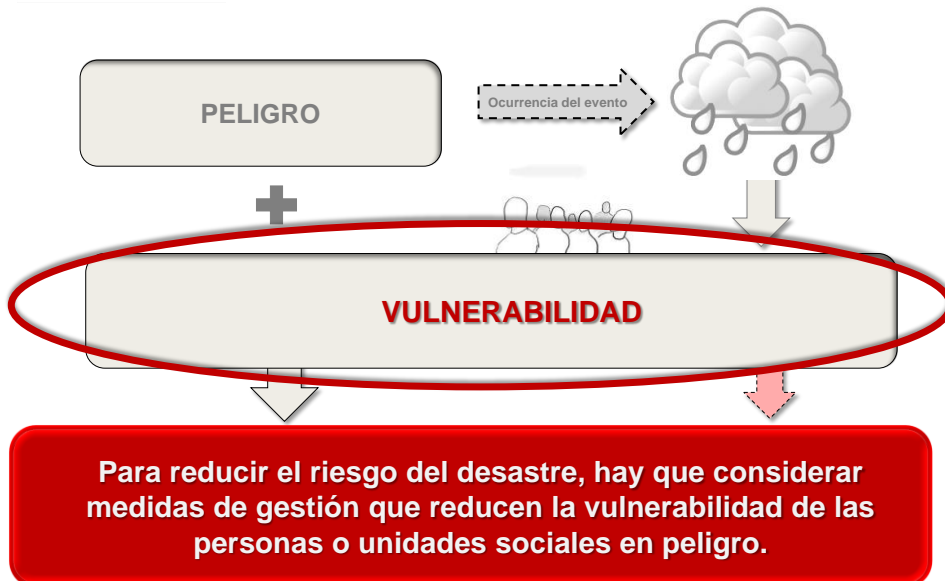 PELIGRO
Ocurrencia del evento
VULNERABILIDAD
Para reducir el riesgo del desastre, hay que considerar
medidas de gestión que reducen la vulnerabilidad de las
personas o unidades sociales en peligro.